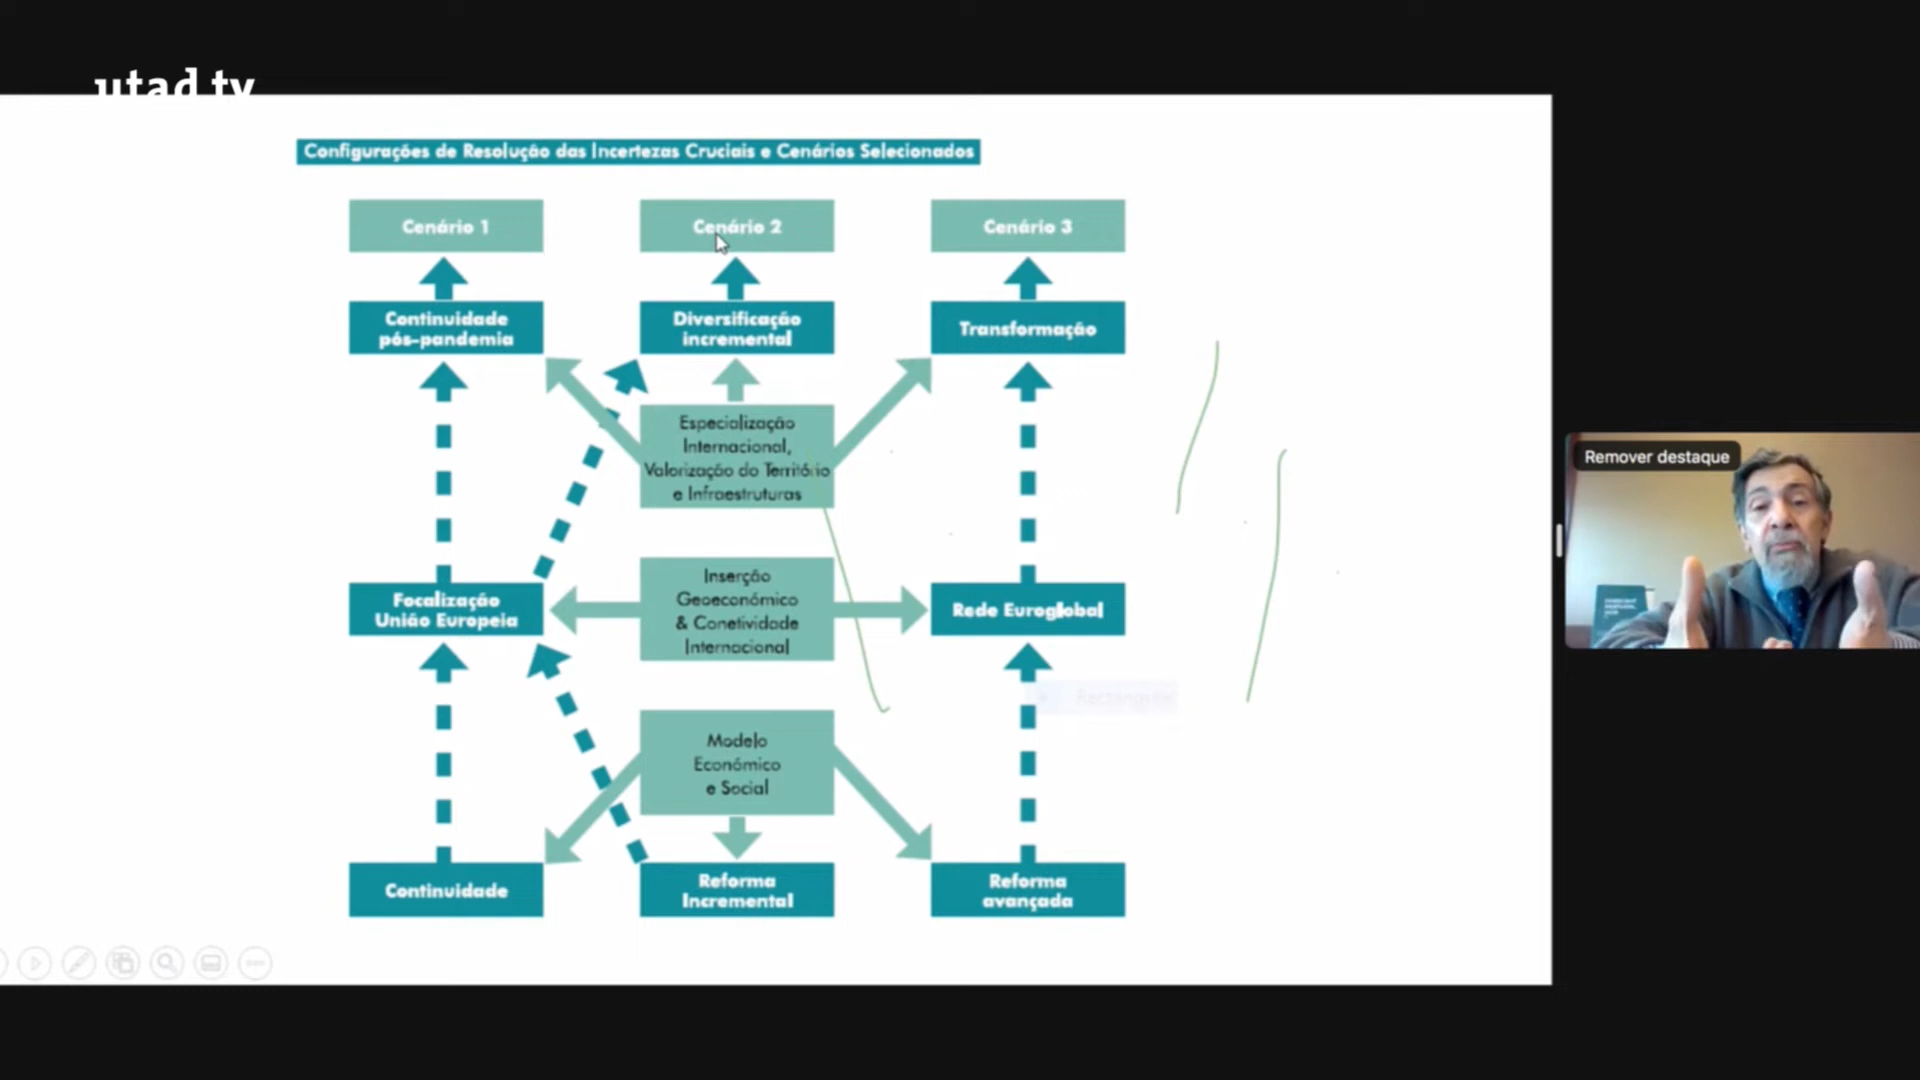 utad.tv
Configurações de Resolução das Incertezas Cruciais e Cenários Selecionados
Cenário 1
Cenário 2
Cenário 3
Continuidade
pós-pandemia
Diversificação
incremental
Transformação
Especialização
Internacional,
Valorização do Território
e Infraestruturas
Remover destaque
Focalização
União Europeia
Inserção
Geoeconómico
& Conetividade
Internacional
Rede Euroglobal
Rectangular
Modelo
Económico
e Social
Continuidade
Reforma
Incremental
Reforma
avançada